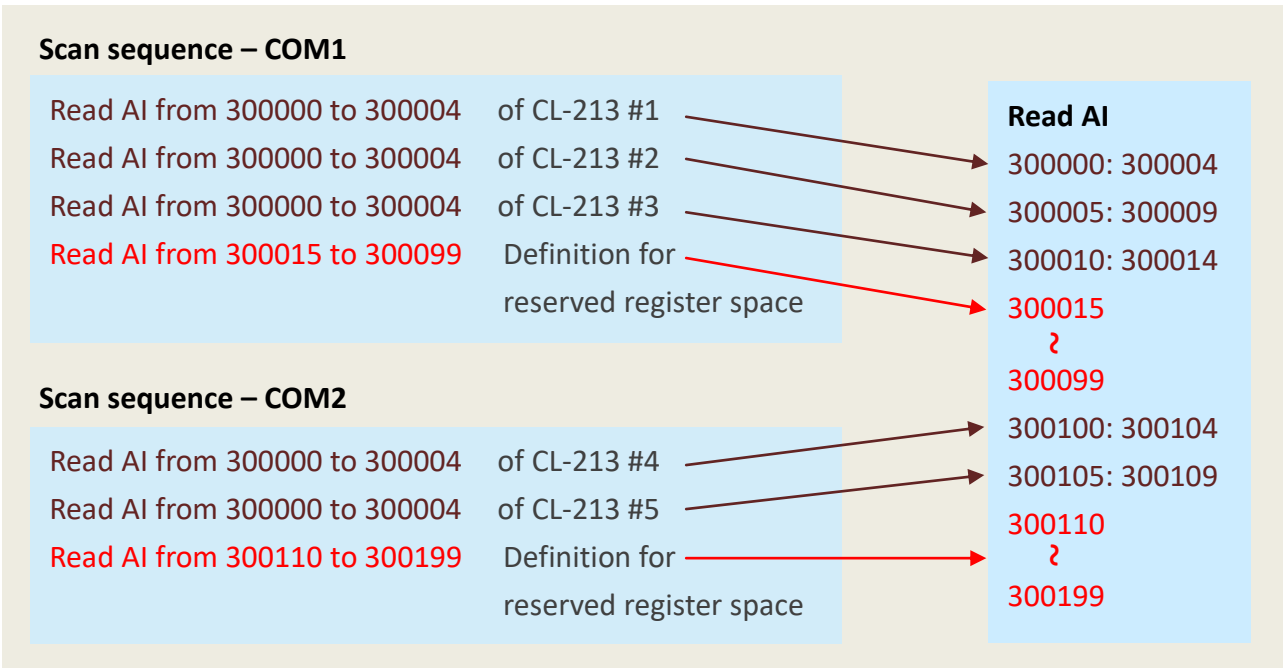 Scan sequence – COM1
Read AI from 300000 to 300004 of CL-213 #1
Read AI from 300000 to 300004 of CL-213 #2
Read AI from 300000 to 300004 of CL-213 #3
Read AI from 300015 to 300099 Definition for
reserved register space
Scan sequence – COM2
Read AI from 300000 to 300004 of CL-213 #4
Read AI from 300000 to 300004 of CL-213 #5
Read AI from 300110 to 300199 Definition for
reserved register space
Read AI
300000: 300004
300005: 300009
300010: 300014
300015
~
300099
300100: 300104
300105: 300109
300110
~
300199